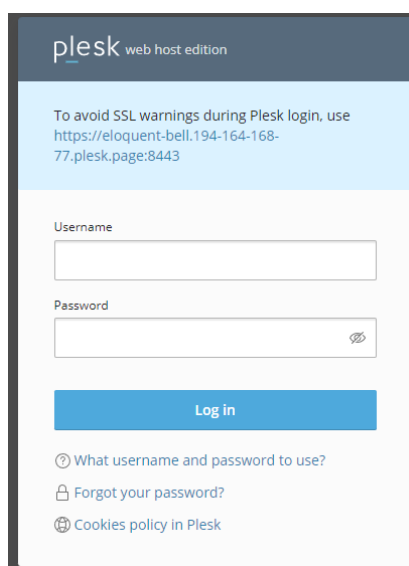 plesk web host edition
To avoid SSL warnings during Plesk login, use
https://eloquent-bell.194-164-168-
77.plesk.page:8443
Username
Password
Log in
What username and password to use?
Forgot your password?
Cookies policy in Plesk